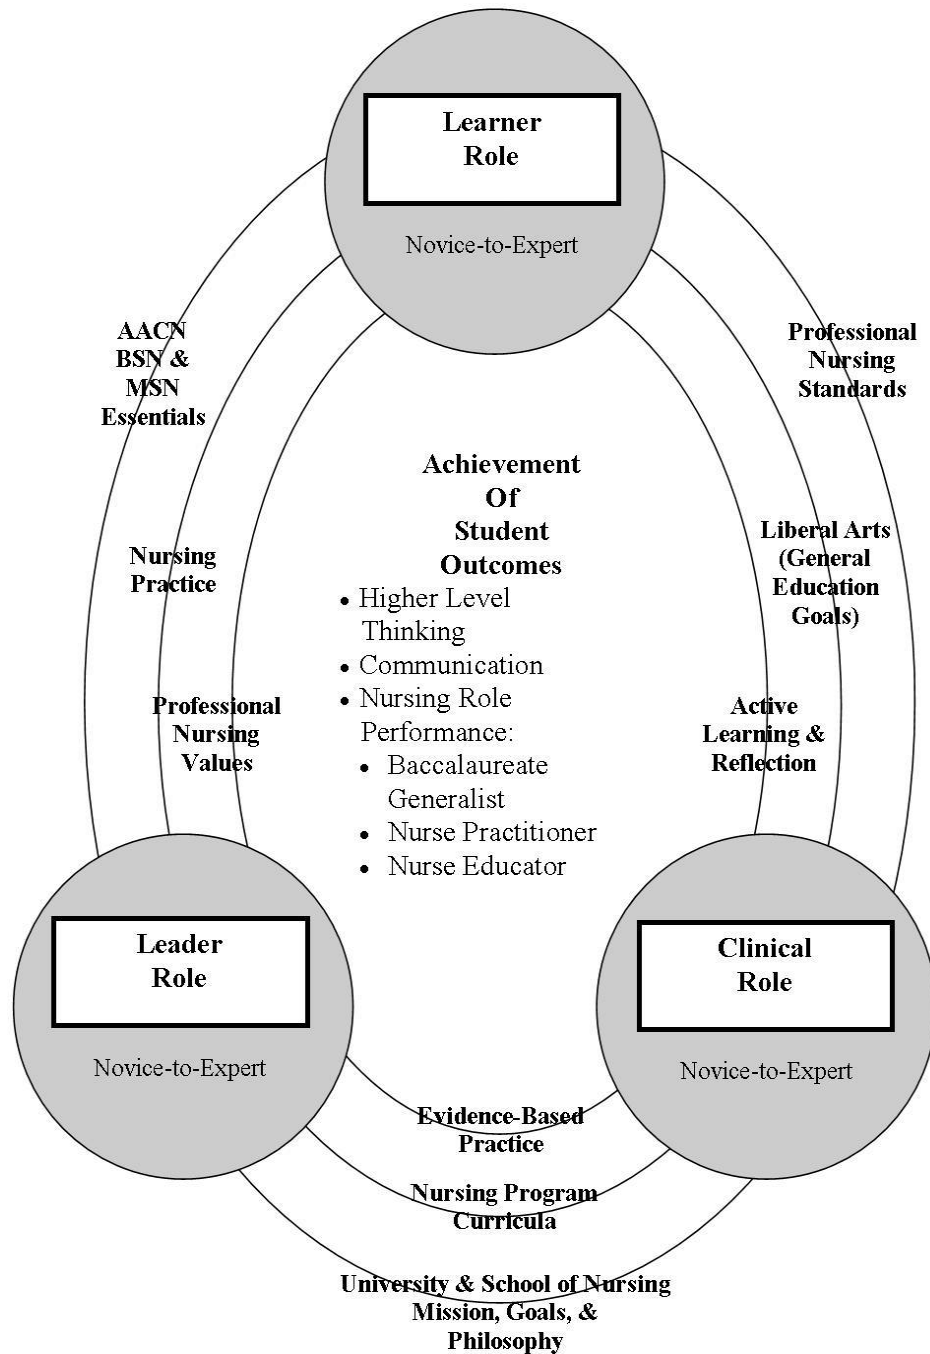 Learner
Role
Novice-to-Expert
AACN
BSN &
MSN
Essentials
Professional
Nursing
Standards
Nursing
Practice
Liberal Arts
(General
Education
Goals)
Professional
Nursing
Values
Active
Learning &
Reflection
Achievement
Of
Student
Outcomes
• Higher Level
Thinking
• Communication
• Nursing Role
Performance:
• Baccalaureate
Generalist
• Nurse Practitioner
• Nurse Educator
Leader
Role
Novice-to-Expert
Clinical
Role
Novice-to-Expert
Evidence-Based
Practice
Nursing Program
Curricula
University & School of Nursing
Mission, Goals, &
Philosophy